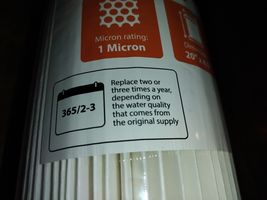 Micron rating:
1 Micron
20"
365/2-3
Replace two or
three times a year,
depending on
the water quality
that comes from
the original supply